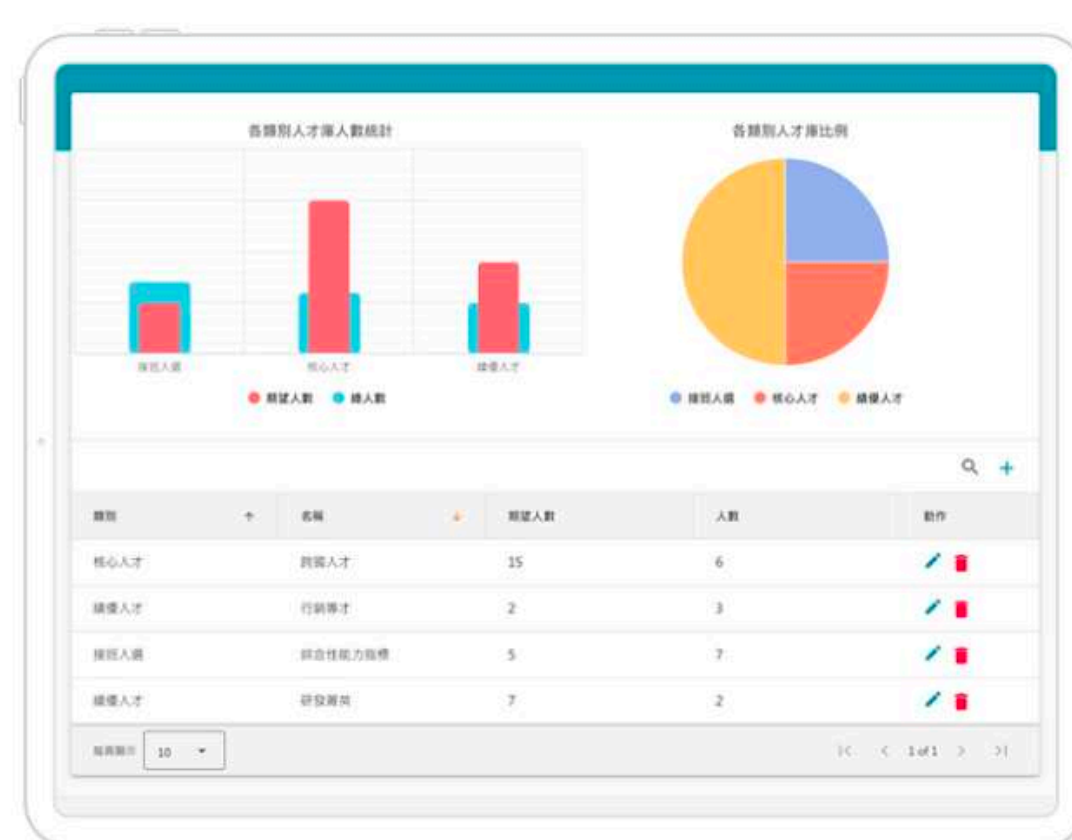 各類別人才庫人數統計
各類別人才庫比例
接班人選 核心人才 績優人才
期望人數 總人數
接班人選 核心人才 績優人才
類別 名稱 期望人數 人數 動作
核心人才 跨國人才 15 6
績優人才 行銷專才 2 3
接班人選 綜合性能力指標 5 7
績優人才 研發菁英 7 2
每頁顯示 10 1 of 1